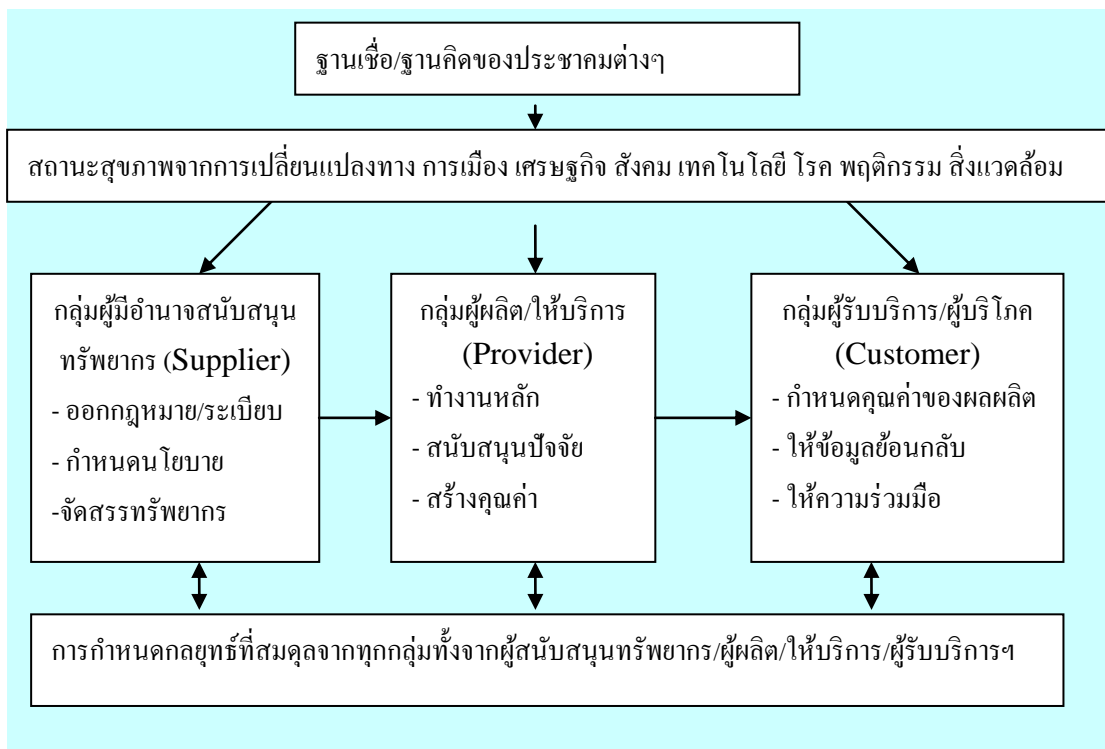 ฐานเชื่อ/ฐานคิดของประชาคมต่างๆ
สถานะสุขภาพจากการเปลี่ยนแปลงทาง การเมือง เศรษฐกิจ สังคม เทคโนโลยี โรค พฤติกรรม สิ่งแวดล้อม
กลุ่มผู้มีอำนาจสนับสนุน
ทรัพยากร (Supplier)
- ออกกฎหมาย/ระเบียบ
- กำหนดนโยบาย
-จัดสรรทรัพยากร
กลุ่มผู้ผลิต/ให้บริการ
(Provider)
- ทำงานหลัก
- สนับสนุนปัจจัย
- สร้างคุณค่า
กลุ่มผู้รับบริการ/ผู้บริโภค
(Customer)
- กำหนดคุณค่าของผลผลิต
- ให้ข้อมูลย้อนกลับ
- ให้ความร่วมมือ
การกำหนดกลยุทธ์ที่สมดุลจากทุกกลุ่มทั้งจากผู้สนับสนุนทรัพยากร/ผู้ผลิต/ให้บริการ/ผู้รับบริการฯ